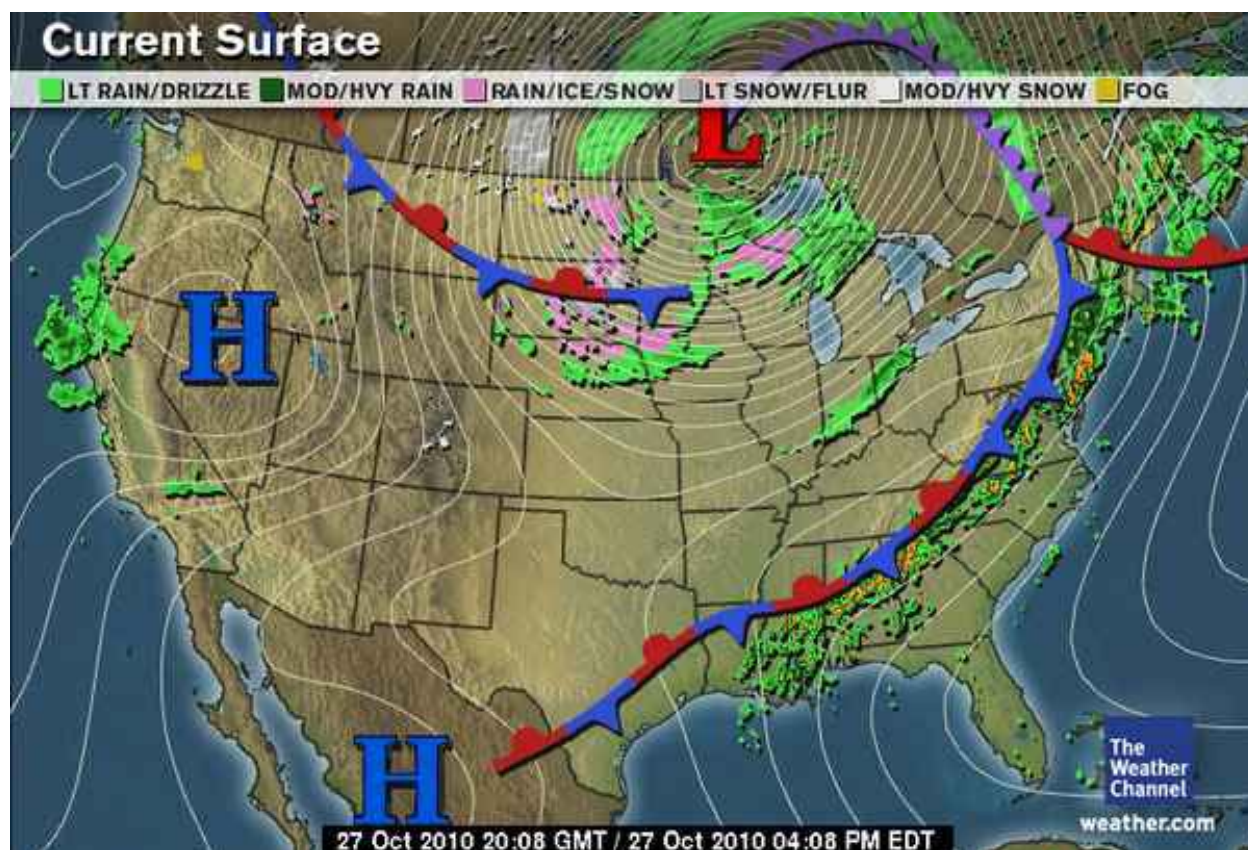 Current Surface
LT RAIN/DRIZZLE MOD/HVY RAIN RAIN/ICE/SNOW LT SNOW/FLUR MOD/HVY SNOW FOG
L
H
H
The
Weather
Channel
weather.com
27 Oct 2010 20:08 GMT / 27 Oct 2010 04:08 PM EDT